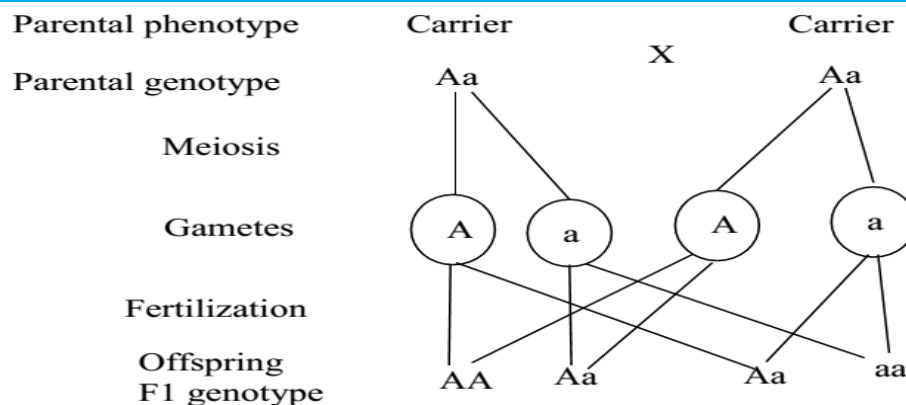 Parental phenotype Carrier Carrier
X
Parental genotype Aa Aa
Meiosis
Gametes A a A a
Fertilization
Offspring
F1 genotype AA Aa Aa aa